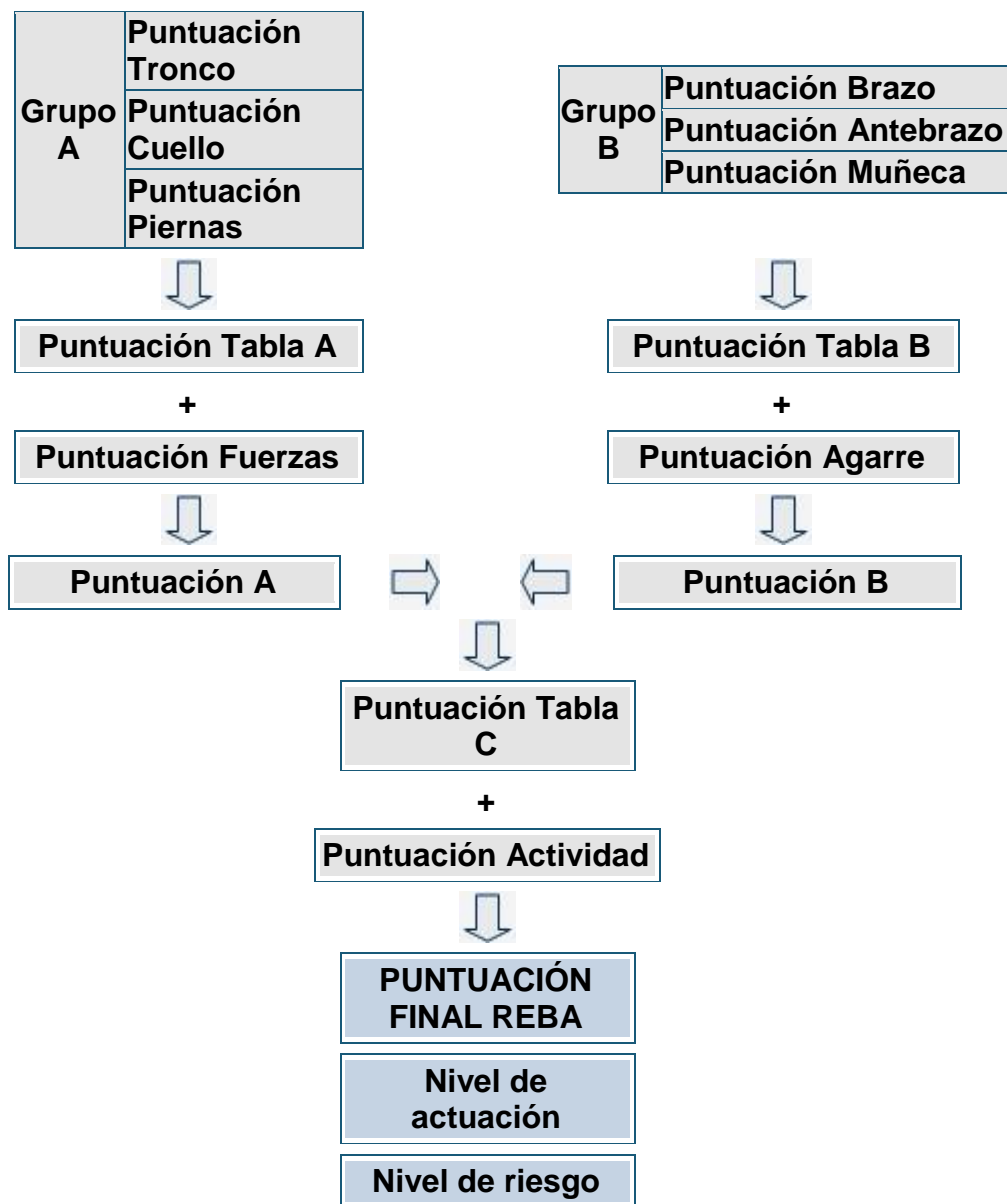 Grupo
A
Puntuación
Tronco
Puntuación
Cuello
Puntuación
Piernas
Grupo
B
Puntuación Brazo
Puntuación Antebrazo
Puntuación Muñeca
Puntuación Tabla A
Puntuación Tabla B
+
+
Puntuación Fuerzas
Puntuación Agarre
Puntuación A
Puntuación B
Puntuación Tabla
C
+
Puntuación Actividad
PUNTUACIÓN
FINAL REBA
Nivel de
actuación
Nivel de riesgo